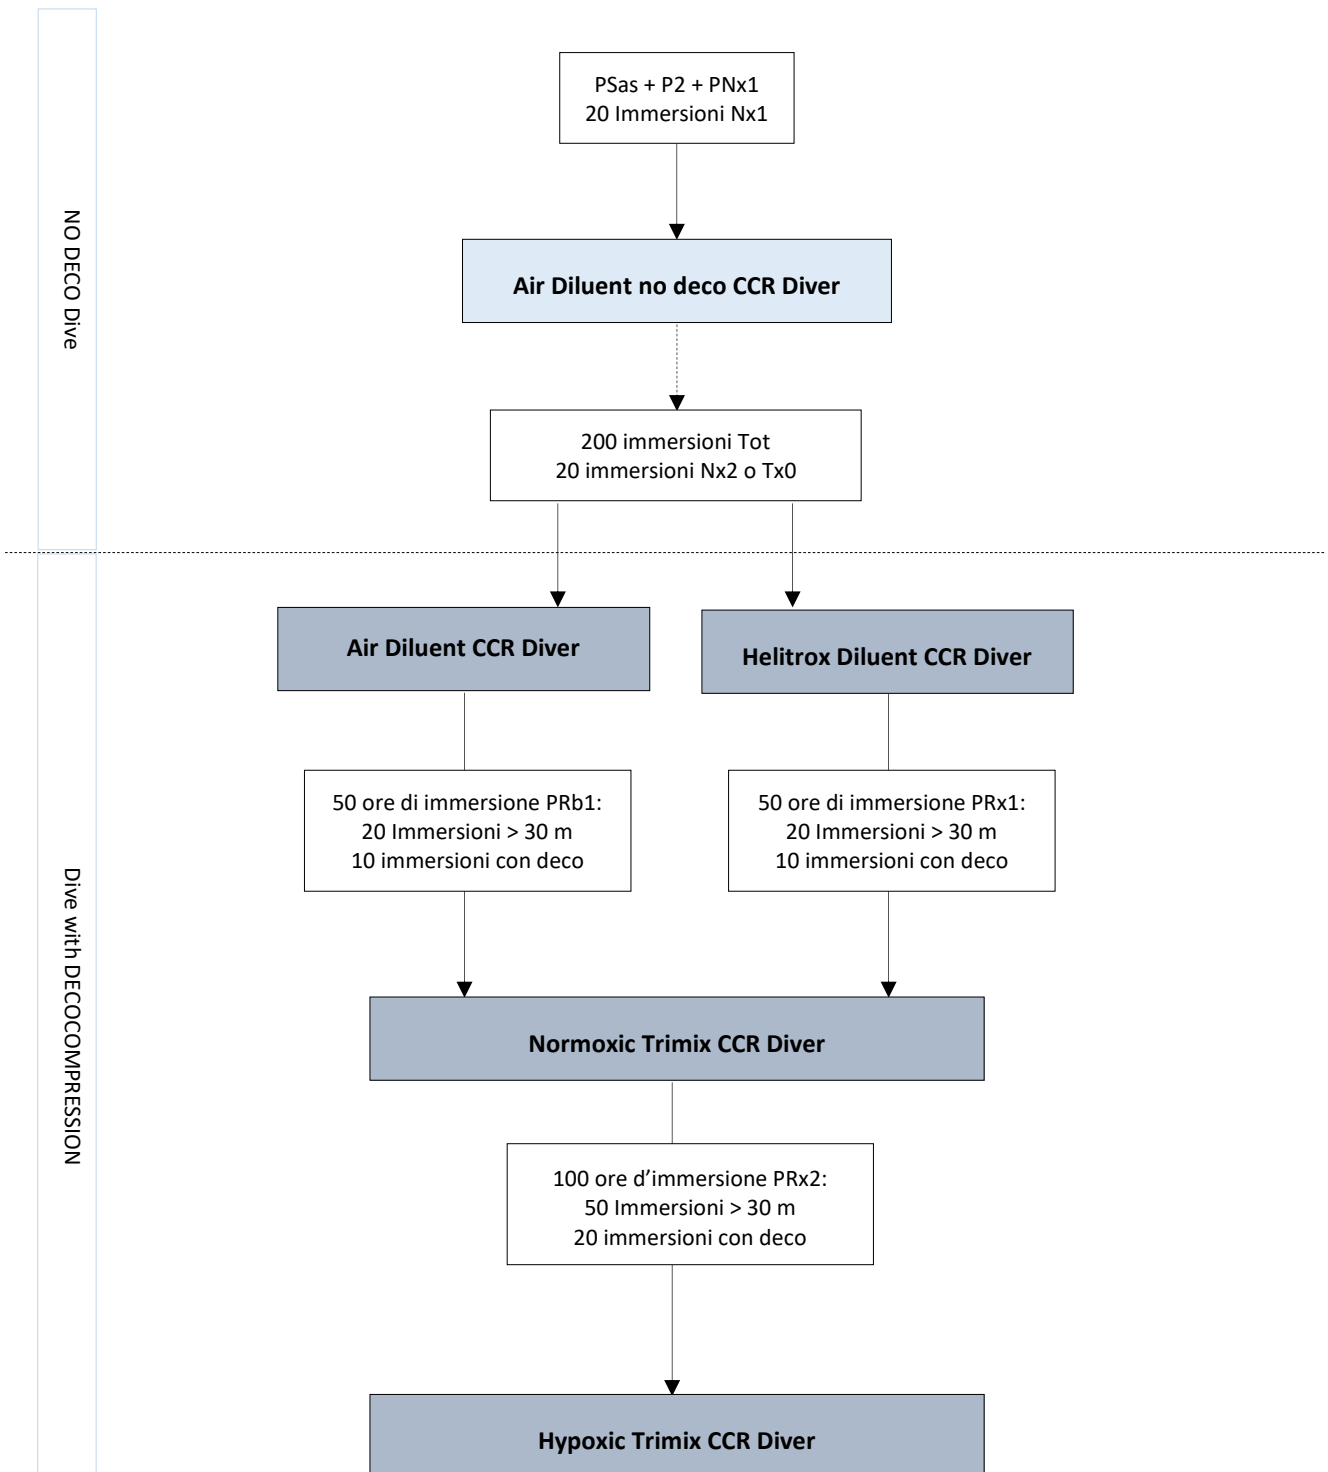 NO DECO Dive
PSas + P2 + PNx1
20 Immersioni Nx1
Air Diluent no deco CCR Diver
200 immersioni Tot
20 immersioni Nx2 o Tx0
Dive with DECOCOMPRESSION
Air Diluent CCR Diver
Helitrox Diluent CCR Diver
50 ore di immersione PRb1:
20 Immersioni > 30 m
10 immersioni con deco
50 ore di immersione PRx1:
20 Immersioni > 30 m
10 immersioni con deco
Normoxic Trimix CCR Diver
100 ore d’immersione PRx2:
50 Immersioni > 30 m
20 immersioni con deco
Hypoxic Trimix CCR Diver